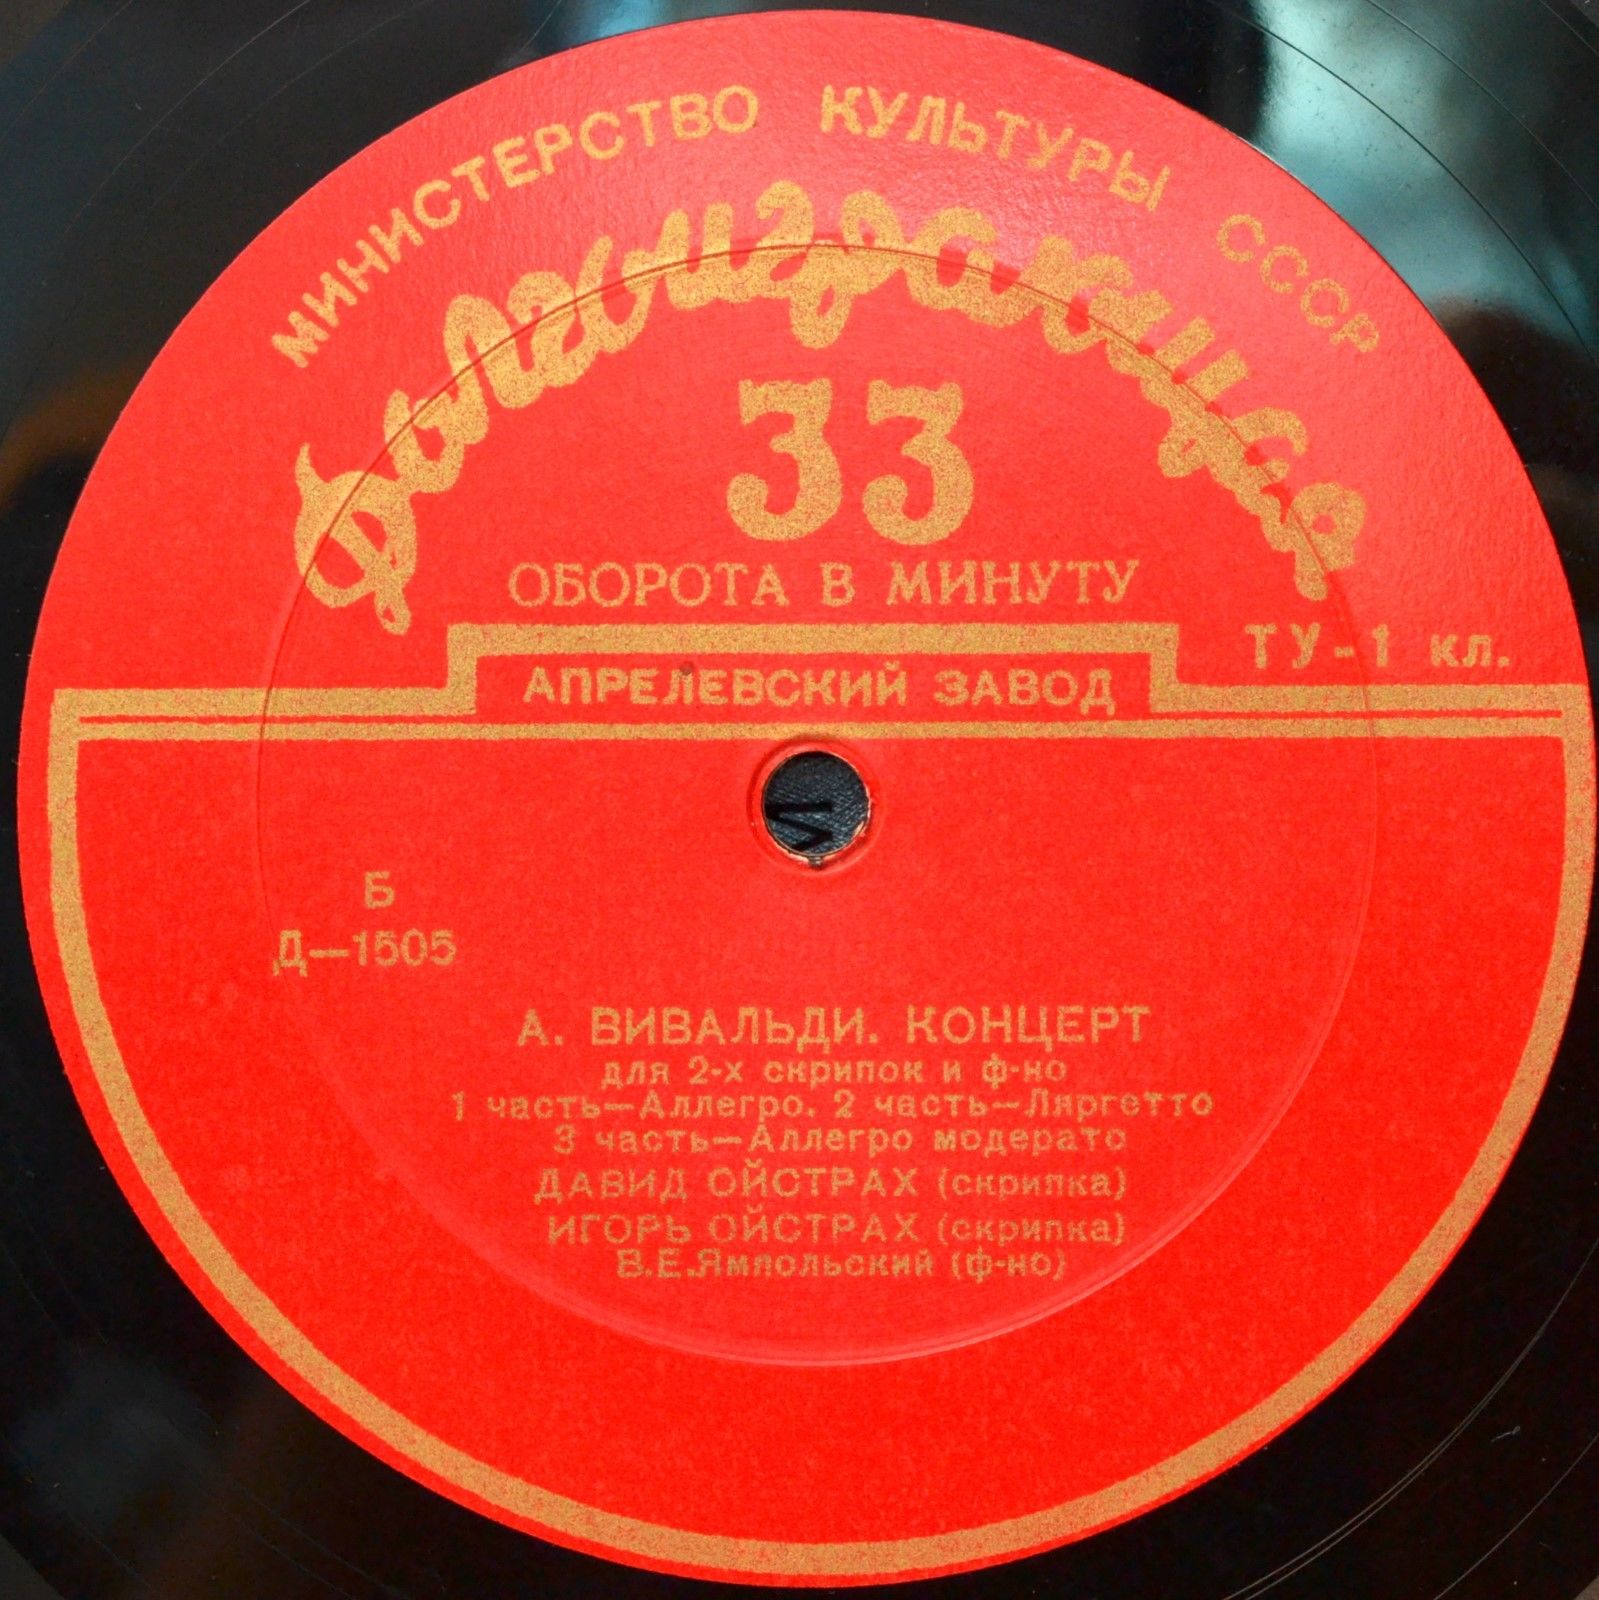 МИНИСТЕРСТВО КУЛЬТУРЫ СССР
Долгоиграющая
33
ОБОРОТА В МИНУТУ
ТУ-1 кл.
АПРЕЛЕВСКИЙ ЗАВОД
Б
Д—1505
А. ВИВАЛЬДИ. КОНЦЕРТ
для 2-х скрипок и ф-но
1 часть—Аллегро. 2 часть—Ляргетто
3 часть—Аллегро модерато
ДАВИД ОЙСТРАХ (скрипка)
ИГОРЬ ОЙСТРАХ (скрипка)
В.Е.Ямпольский (ф-но)